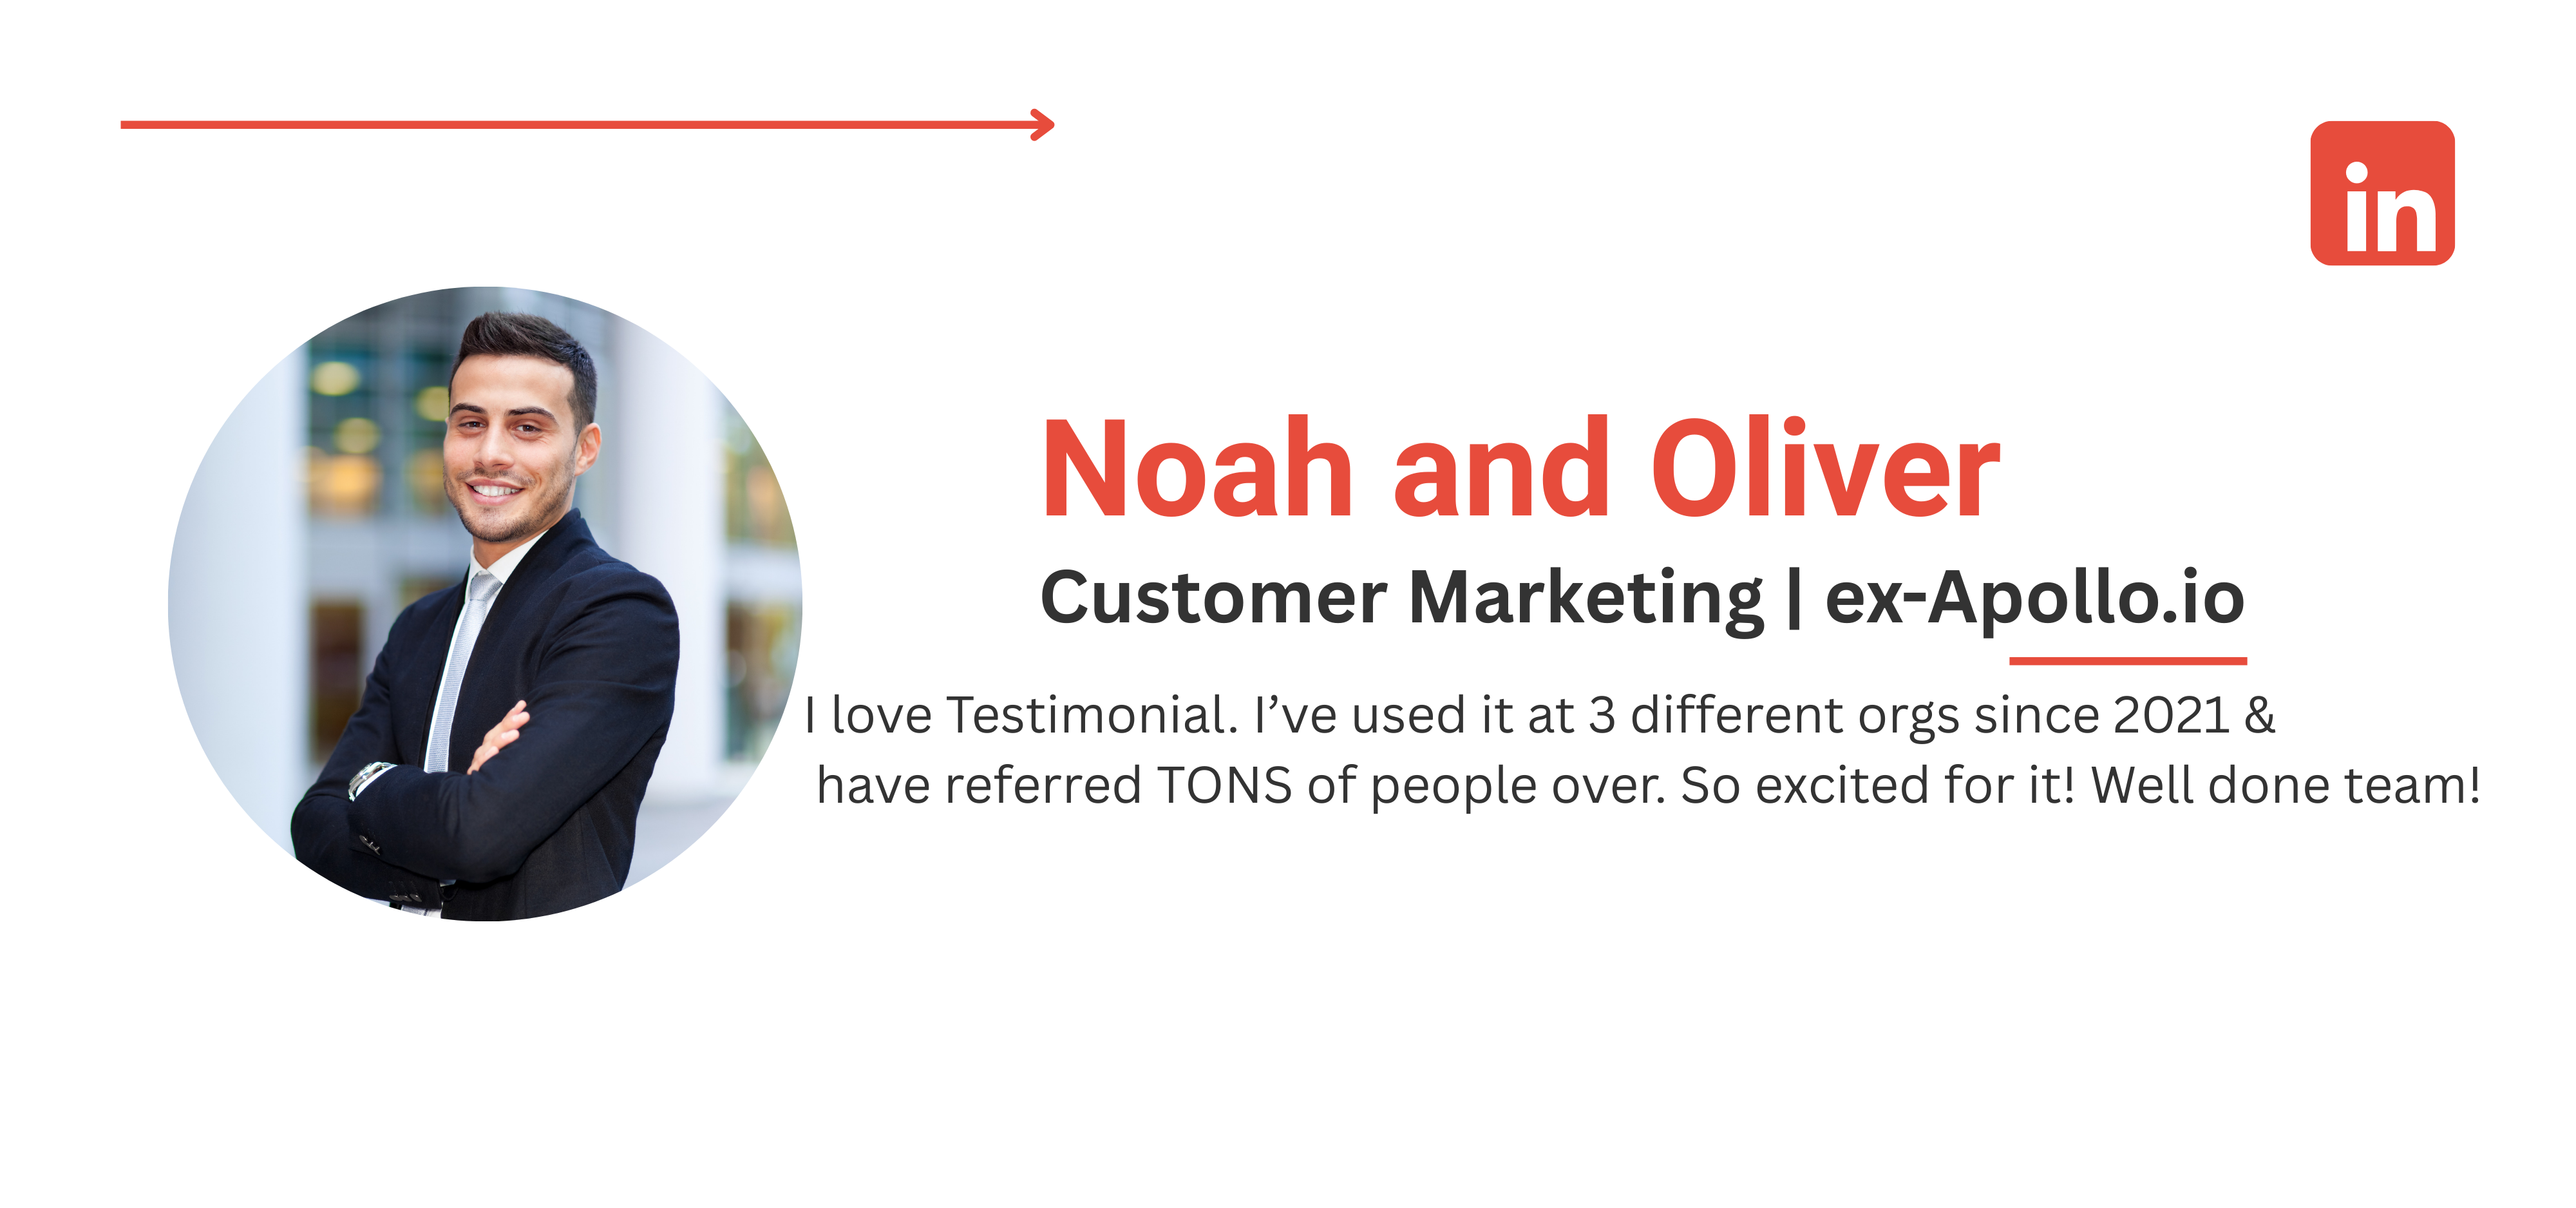 in
Noah and Oliver
Customer Marketing | ex-Apollo.io
I love Testimonial. I’ve used it at 3 different orgs since 2021 &
have referred TONS of people over. So excited for it! Well done team!